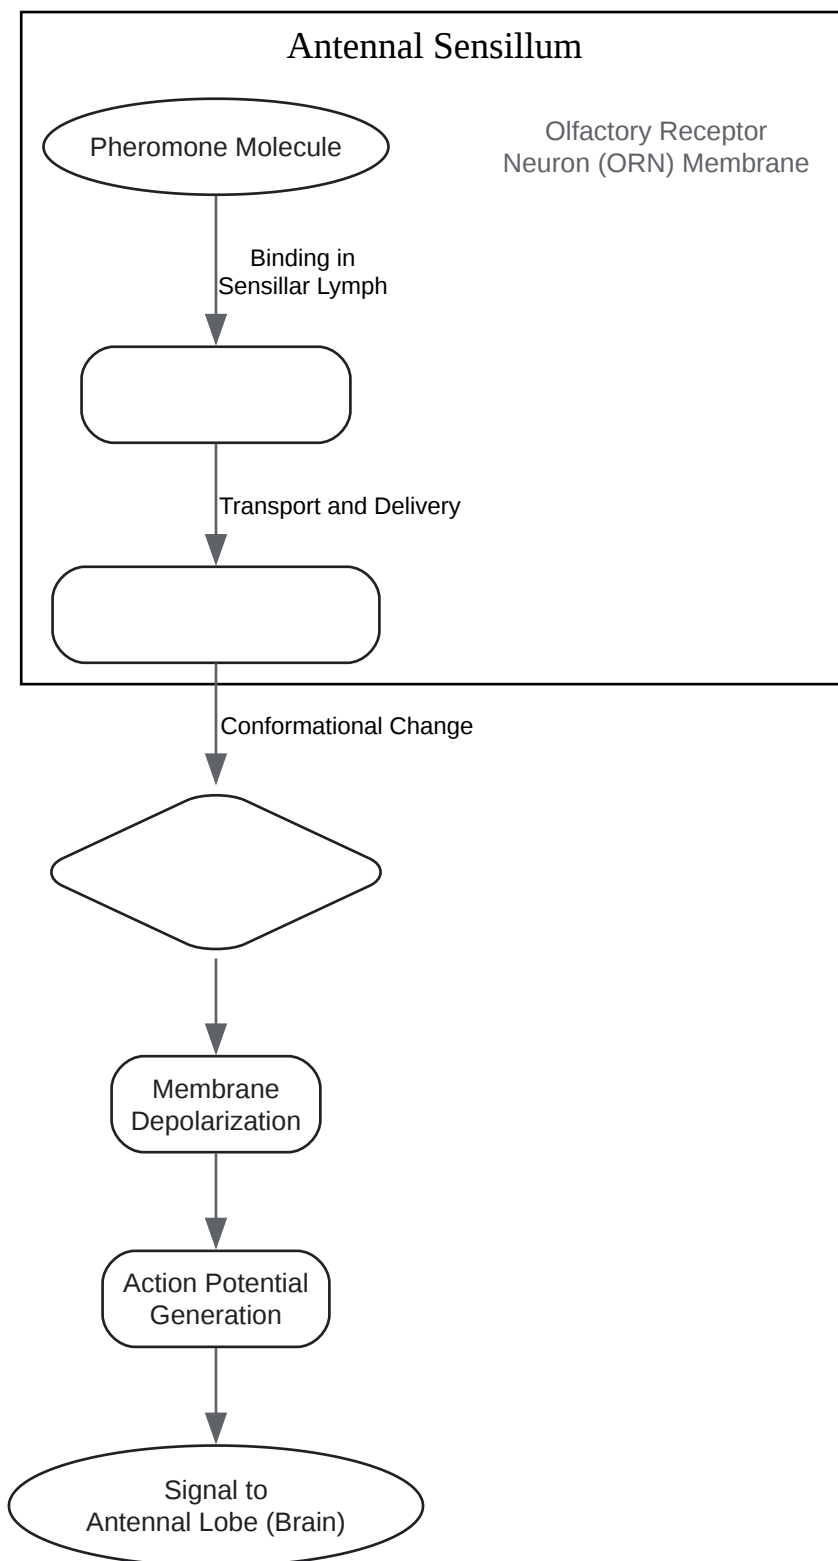 Antennal Sensillum
Pheromone Molecule
Olfactory Receptor
Neuron (ORN) Membrane
Binding in
Sensillar Lymph
Transport and Delivery
Conformational Change
Membrane
Depolarization
Action Potential
Generation
Signal to
Antennal Lobe (Brain)